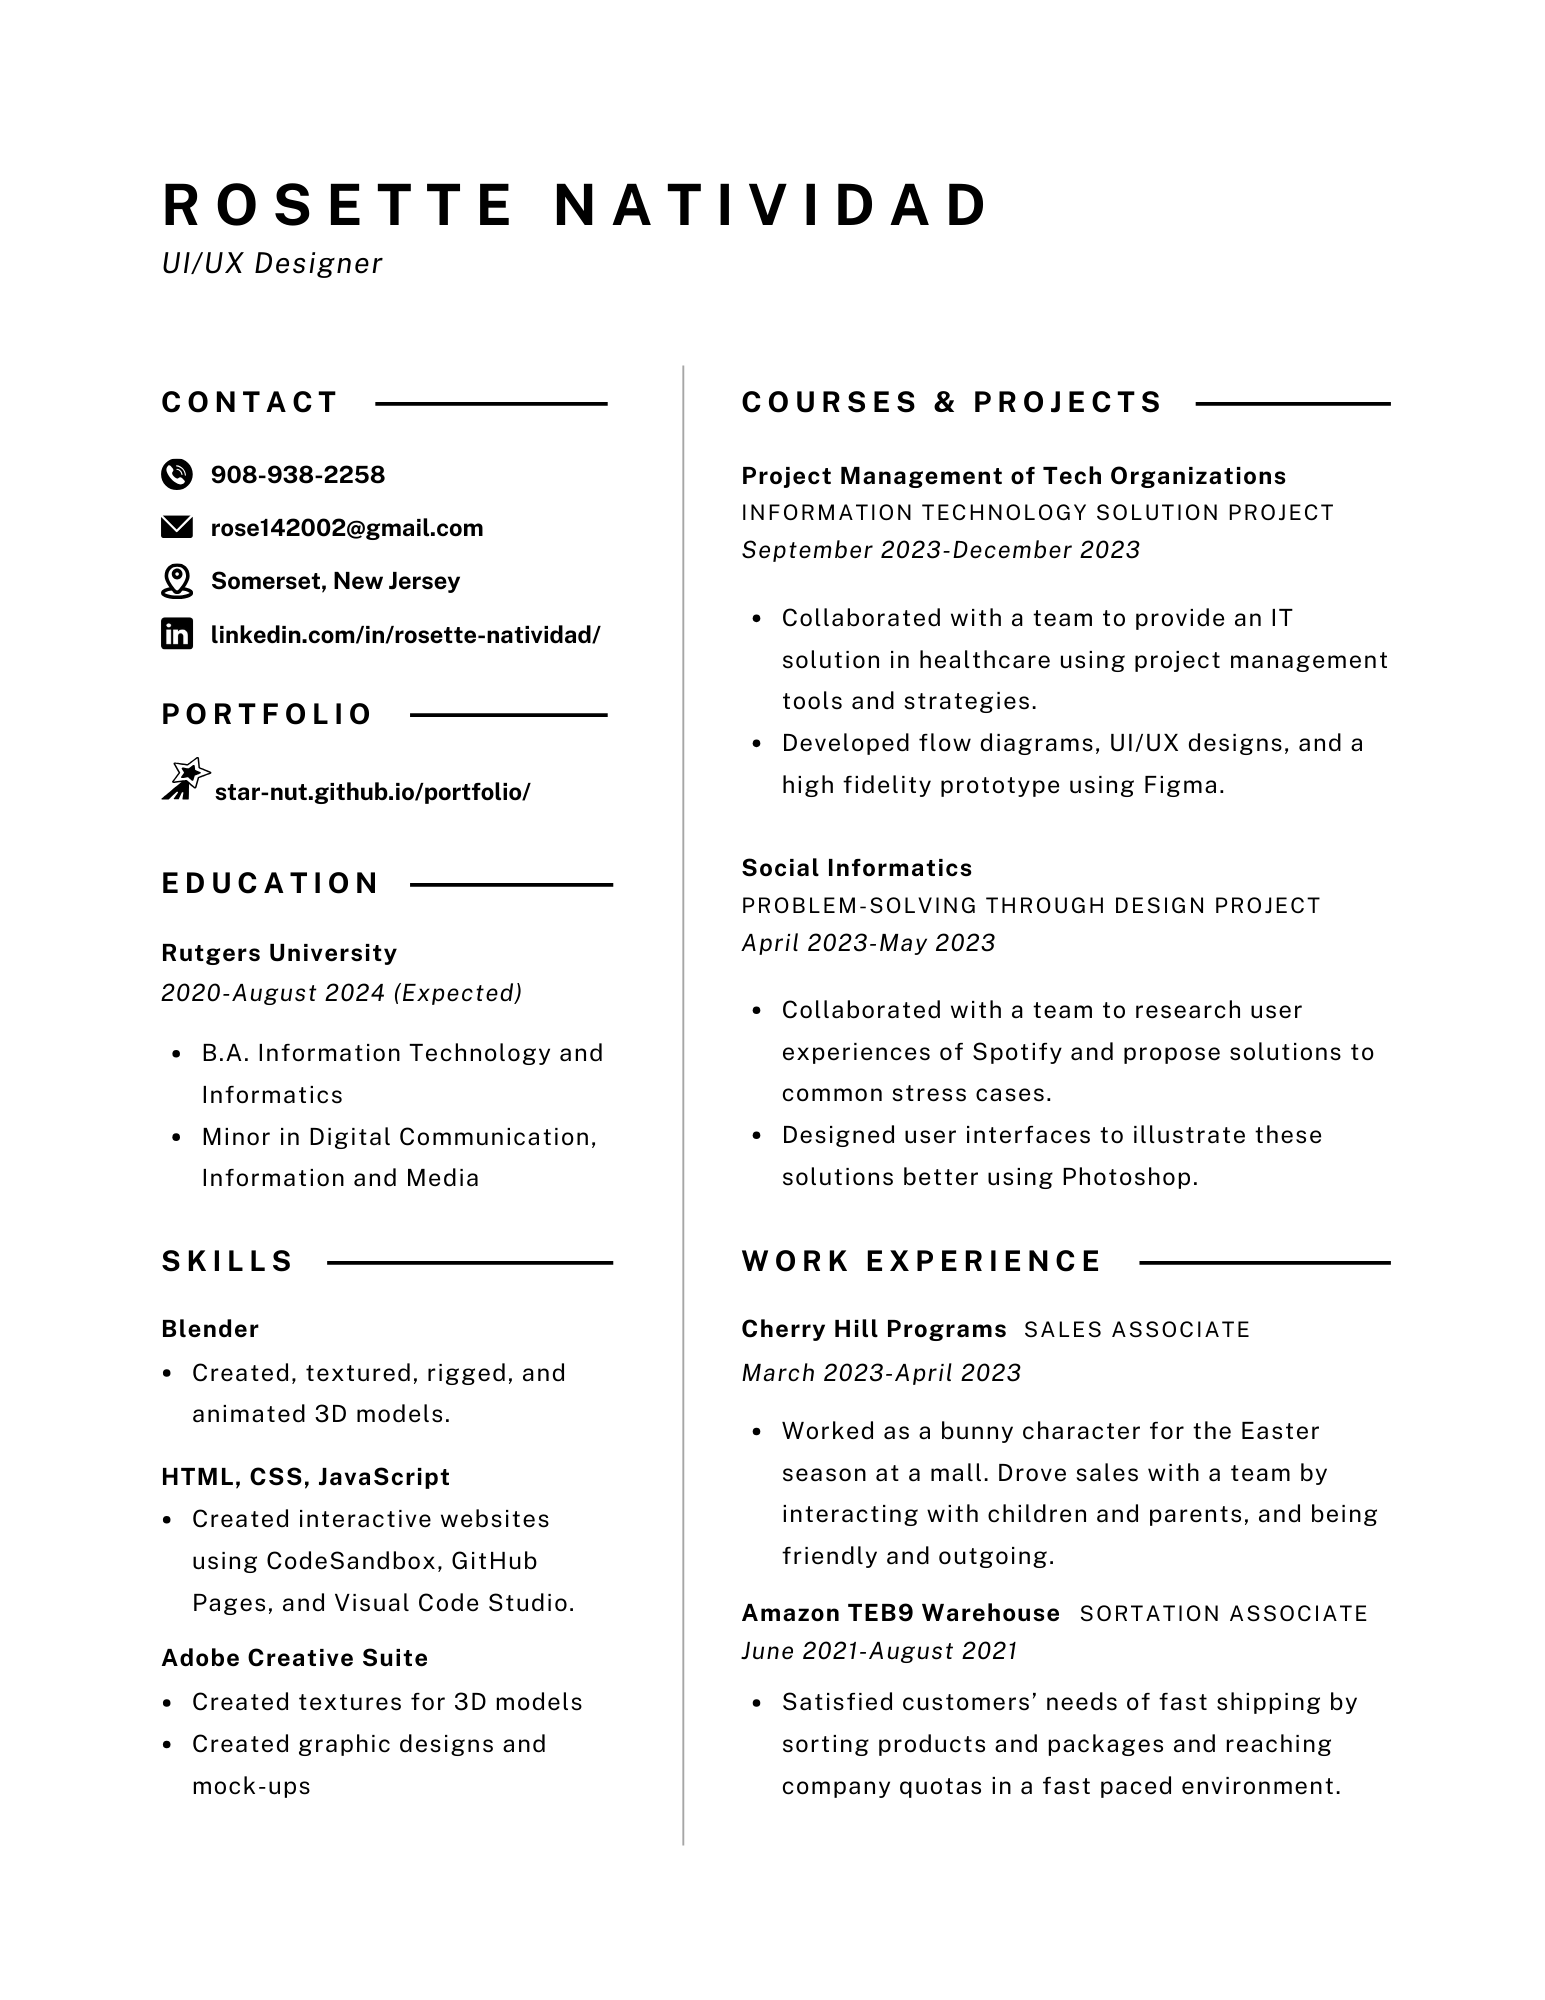 ROSETTE NATIVIDAD
UI/UX Designer
CONTACT
908-938-2258
rose142002@gmail.com
Somerset, New Jersey
linkedin.com/in/rosette-natividad/
PORTFOLIO
star-nut.github.io/portfolio/
EDUCATION
Rutgers University
2020-August 2024 (Expected)
• B.A. Information Technology and
Informatics
• Minor in Digital Communication,
Information and Media
SKILLS
Blender
• Created, textured, rigged, and
animated 3D models.
HTML, CSS, JavaScript
• Created interactive websites
using CodeSandbox, GitHub
Pages, and Visual Code Studio.
Adobe Creative Suite
• Created textures for 3D models
• Created graphic designs and
mock-ups
COURSES & PROJECTS
Project Management of Tech Organizations
INFORMATION TECHNOLOGY SOLUTION PROJECT
September 2023-December 2023
• Collaborated with a team to provide an IT
solution in healthcare using project management
tools and strategies.
• Developed flow diagrams, UI/UX designs, and a
high fidelity prototype using Figma.
Social Informatics
PROBLEM-SOLVING THROUGH DESIGN PROJECT
April 2023-May 2023
• Collaborated with a team to research user
experiences of Spotify and propose solutions to
common stress cases.
• Designed user interfaces to illustrate these
solutions better using Photoshop.
WORK EXPERIENCE
Cherry Hill Programs SALES ASSOCIATE
March 2023-April 2023
• Worked as a bunny character for the Easter
season at a mall. Drove sales with a team by
interacting with children and parents, and being
friendly and outgoing.
Amazon TEB9 Warehouse SORTATION ASSOCIATE
June 2021-August 2021
• Satisfied customers’ needs of fast shipping by
sorting products and packages and reaching
company quotas in a fast paced environment.